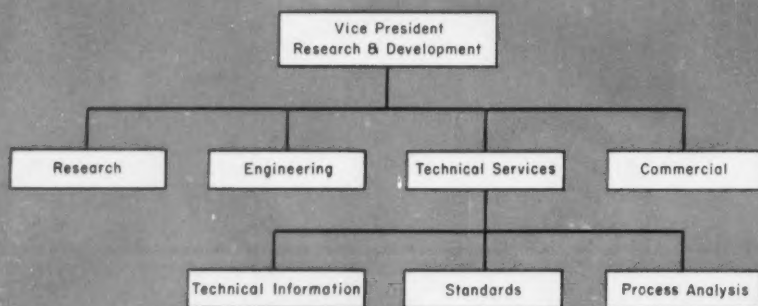 Vice President
Research & Development
Research
Engineering
Technical Services
Commercial
Technical Information
Standards
Process Analysis